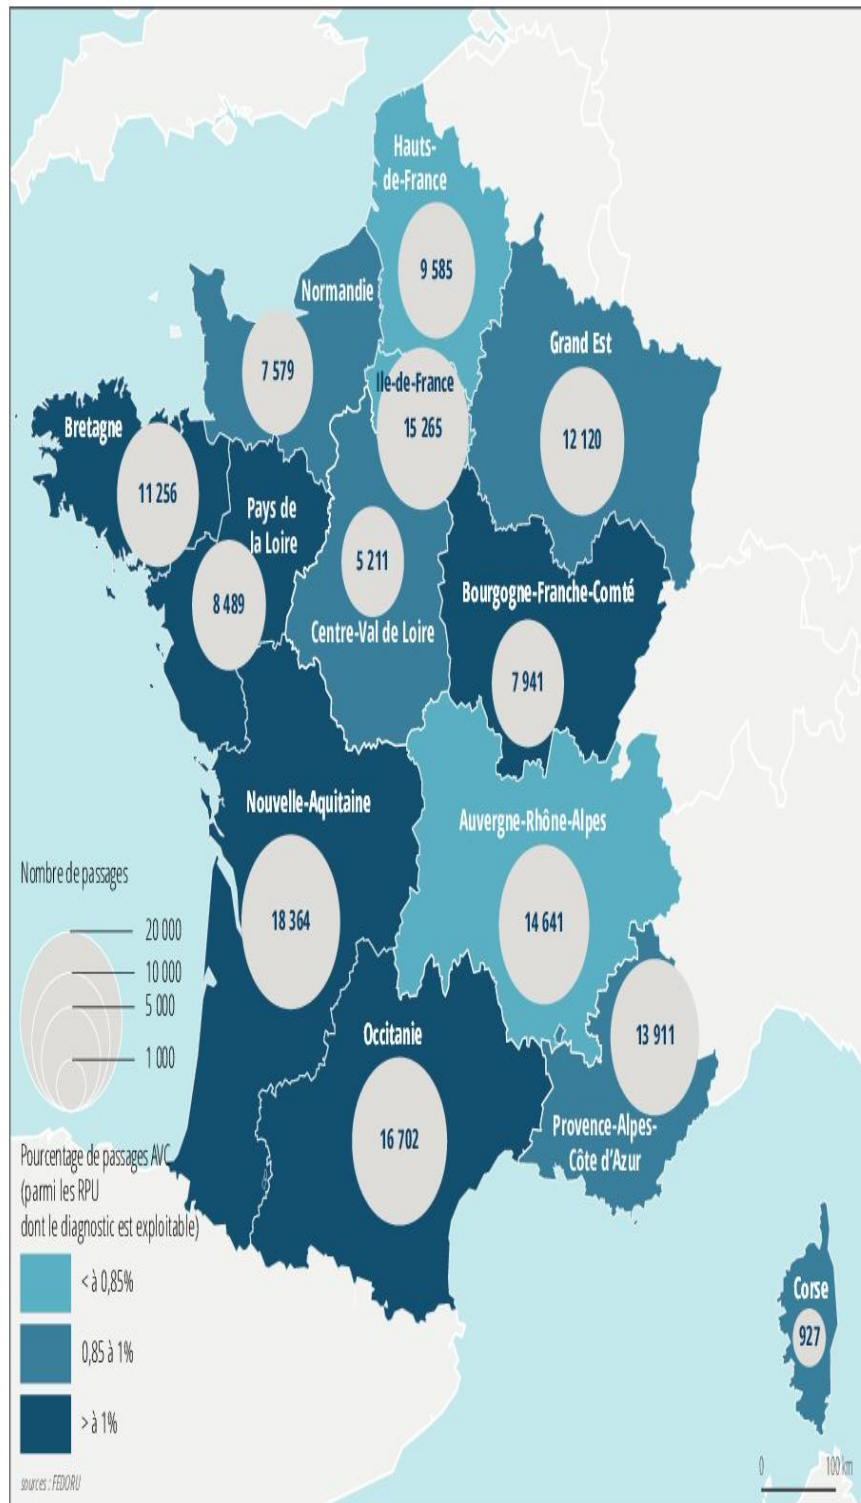 Hauts-
de-France
9 585
Normandie
7 579
Grand Est
12 120
Ile-de-France
15 265
Bretagne
11 256
Pays de
la Loire
8 489
5 211
Centre-Val de Loire
Bourgogne-Franche-Comté
7 941
Nouvelle-Aquitaine
18 364
Auvergne-Rhône-Alpes
14 641
Occitanie
16 702
13 911
Provence-Alpes-
Côte d'Azur
Corse
927
Nombre de passages
20 000
10 000
5 000
1 000
Pourcentage de passages AVC
(parmi les RPU
dont le diagnostic est exploitable)
< à 0,85%
0,85 à 1%
> à 1%
sources : FEDORU
0 100 km